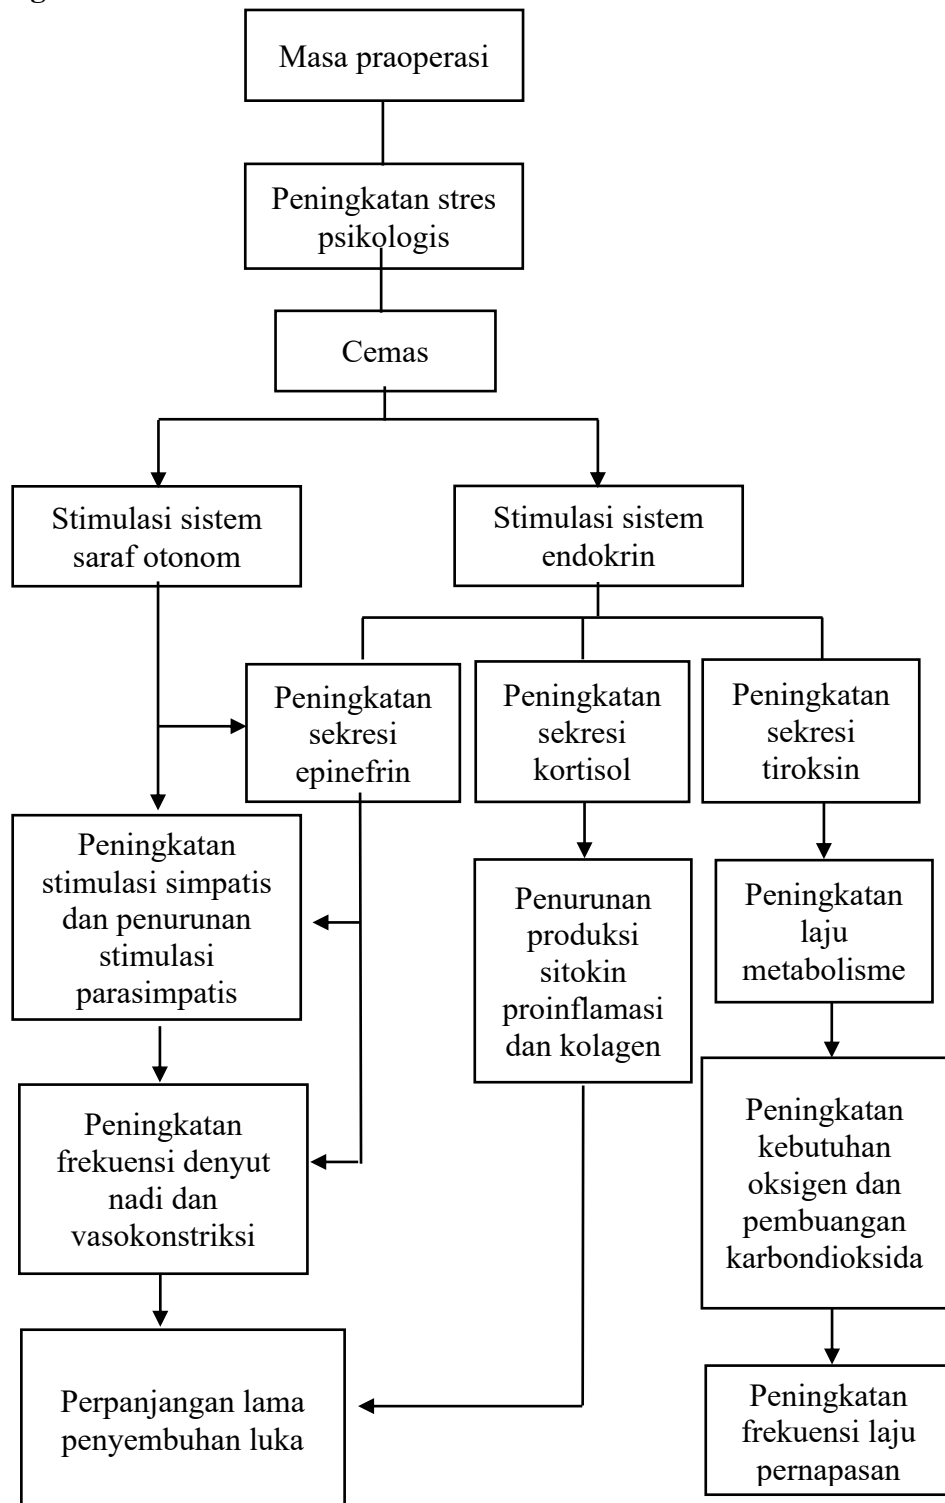 Masa praoperasi
Peningkatan stres
psikologis
Cemas
Stimulasi sistem
saraf otonom
Stimulasi sistem
endokrin
Peningkatan
sekresi
epinefrin
Peningkatan
sekresi
kortisol
Peningkatan
sekresi
tiroksin
Peningkatan
stimulasi simpatis
dan penurunan
stimulasi
parasimpatis
Penurunan
produksi
sitokin
proinflamasi
dan kolagen
Peningkatan
laju
metabolisme
Peningkatan
frekuensi denyut
nadi dan
vasokonstriksi
Peningkatan
kebutuhan
oksigen dan
pembuangan
karbondioksida
Perpanjangan lama
penyembuhan luka
Peningkatan
frekuensi laju
pernapasan